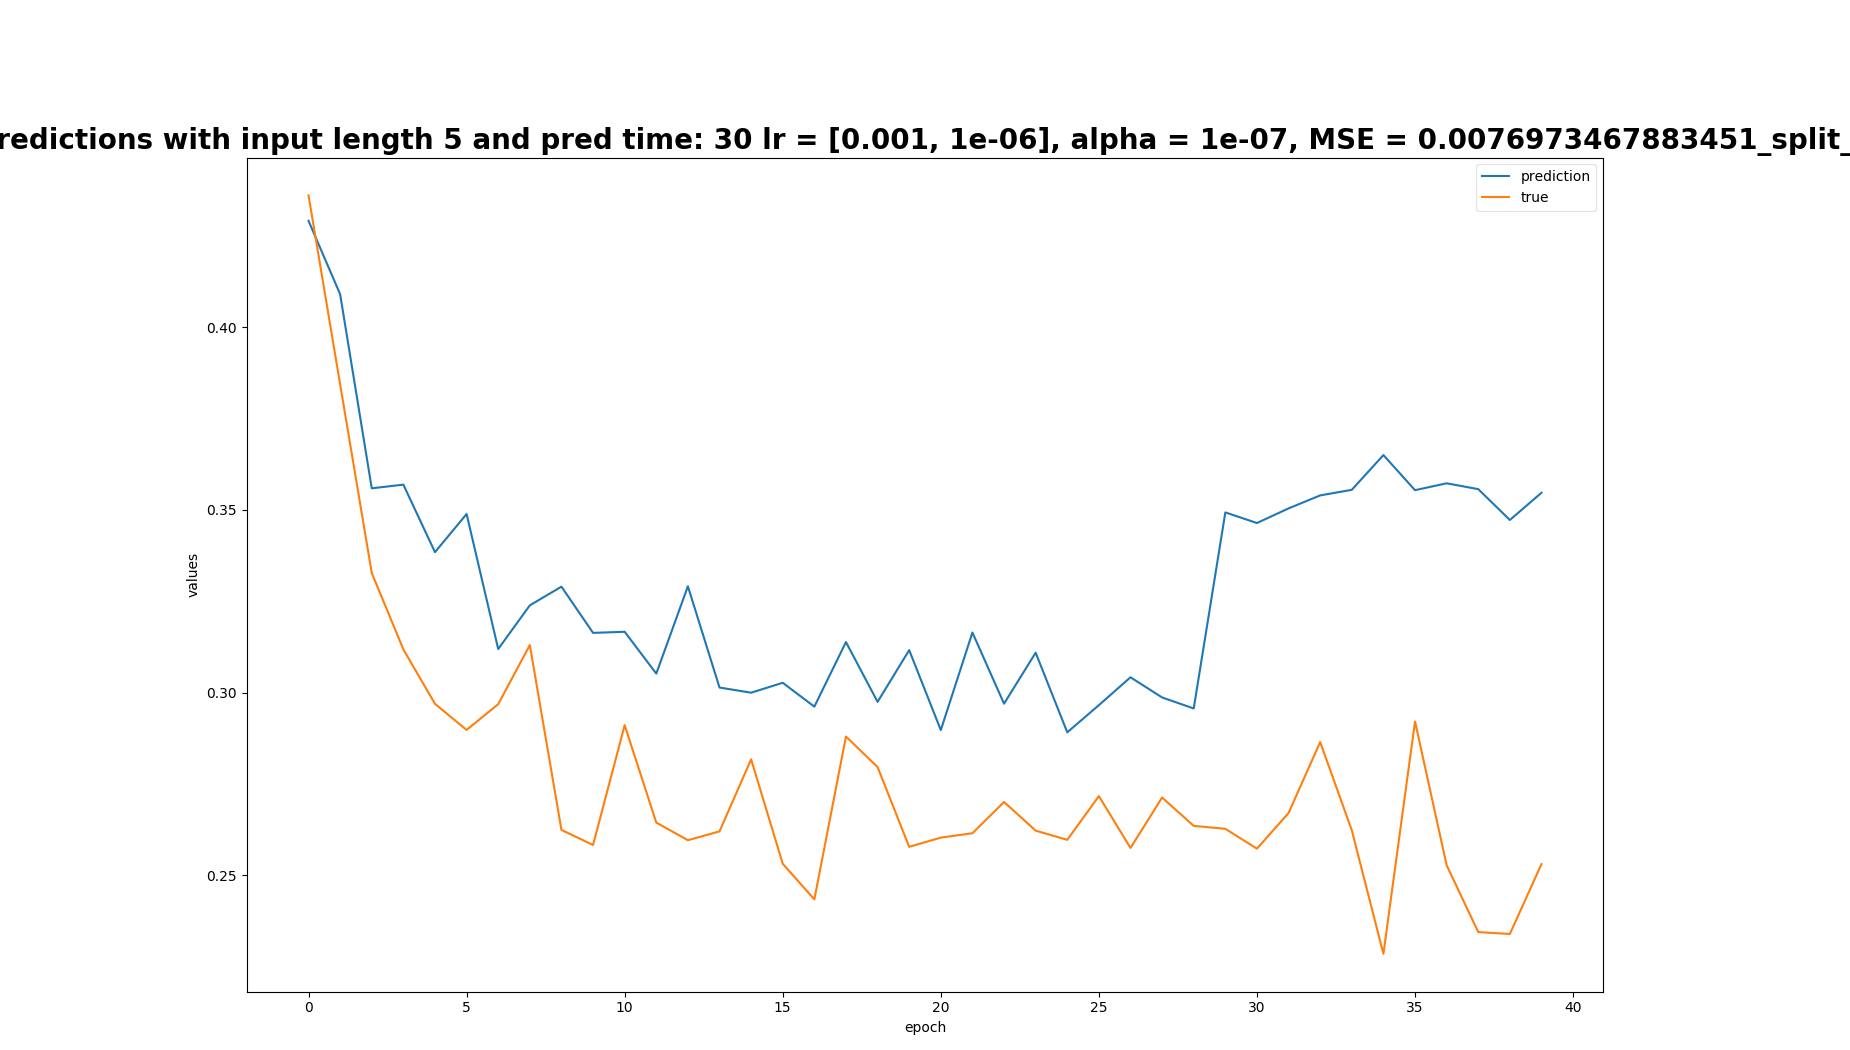 redictions with input length 5 and pred time: 30 lr = [0.001, 1e-06], alpha = 1e-07, MSE = 0.0076973467883451_split_
prediction
true
0.40
0.35
0.30
0.25
values
0 5 10 15 20 25 30 35 40
epoch